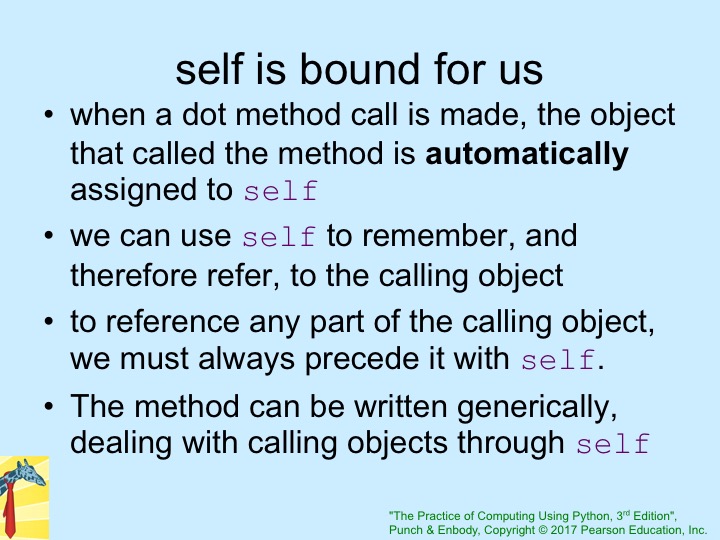 self is bound for us
• when a dot method call is made, the object
that called the method is automatically
assigned to self
• we can use self to remember, and
therefore refer, to the calling object
• to reference any part of the calling object,
we must always precede it with self.
• The method can be written generically,
dealing with calling objects through self
"The Practice of Computing Using Python, 3rd Edition",
Punch & Enbody, Copyright © 2017 Pearson Education, Inc.